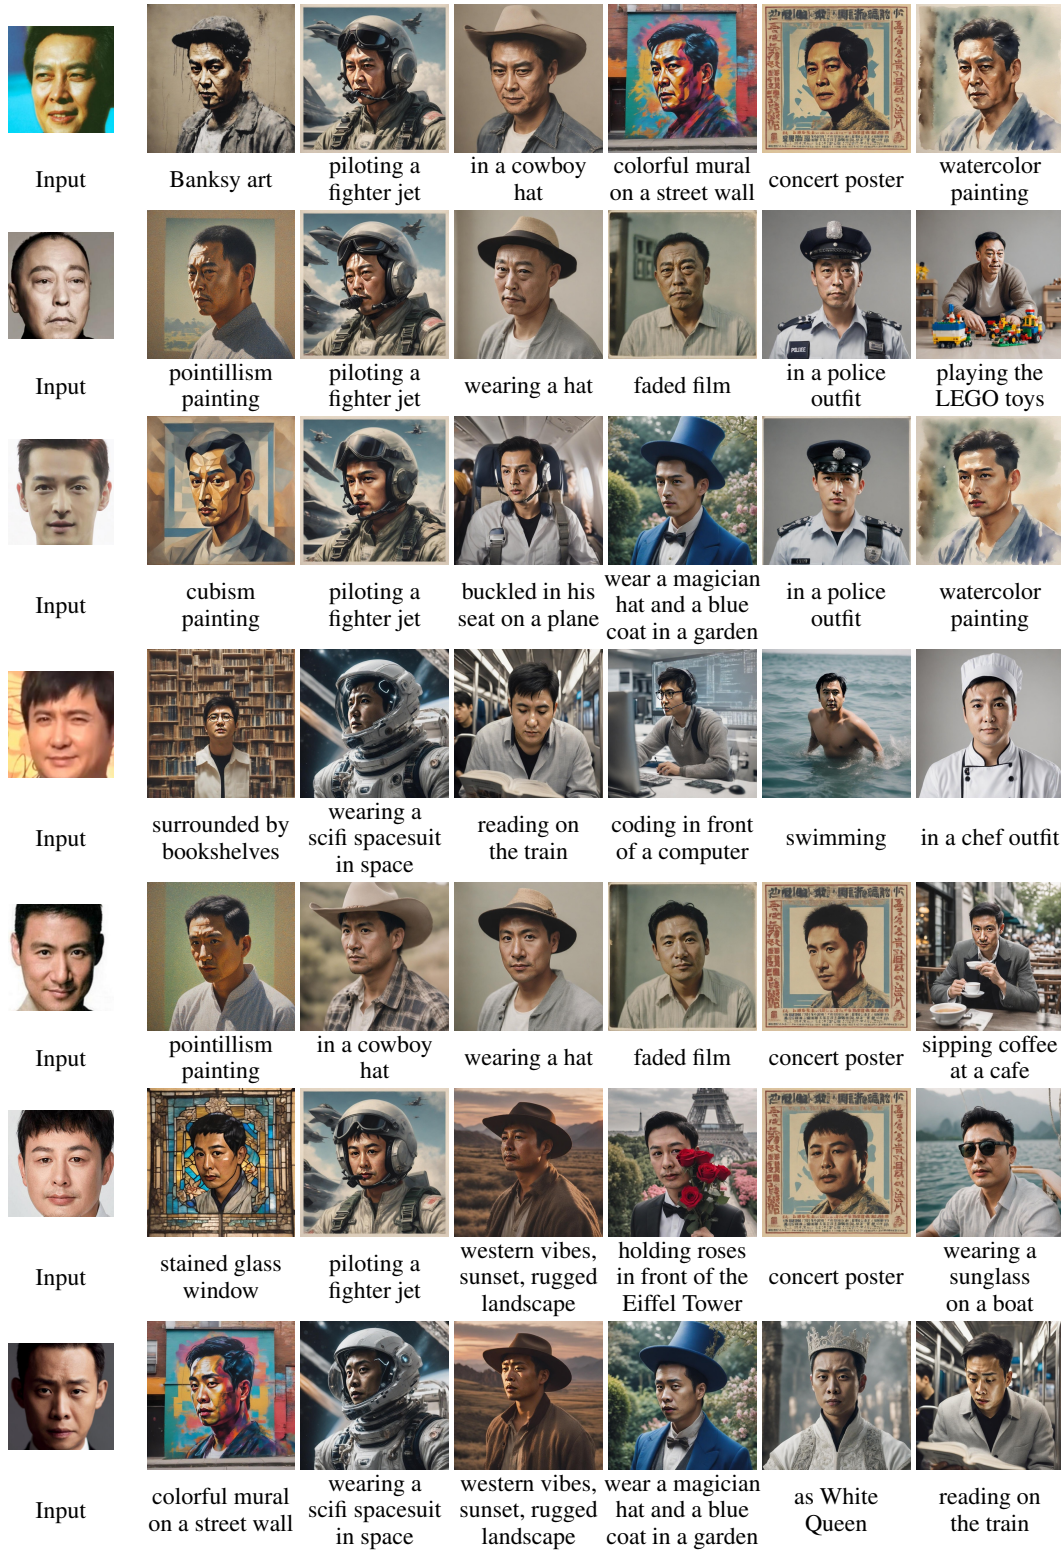 Input
Banksy art
piloting a
fighter jet
in a cowboy
hat
colorful mural
on a street wall
concert poster
watercolor
painting
POLICE
Input
pointillism
painting
piloting a
fighter jet
wearing a hat
faded film
in a police
outfit
playing the
LEGO toys
Input
cubism
painting
piloting a
fighter jet
buckled in his
seat on a plane
wear a magician
hat and a blue
coat in a garden
in a police
outfit
watercolor
painting
Input
surrounded by
bookshelves
wearing a
scifi spacesuit
in space
reading on
the train
coding in front
of a computer
swimming
in a chef outfit
Input
pointillism
painting
in a cowboy
hat
wearing a hat
faded film
concert poster
sipping coffee
at a cafe
Input
stained glass
window
piloting a
fighter jet
western vibes,
sunset, rugged
landscape
holding roses
in front of the
Eiffel Tower
concert poster
wearing a
sunglass
on a boat
Input
colorful mural
on a street wall
wearing a
scifi spacesuit
in space
western vibes,
sunset, rugged
landscape
wear a magician
hat and a blue
coat in a garden
as White
Queen
reading on
the train